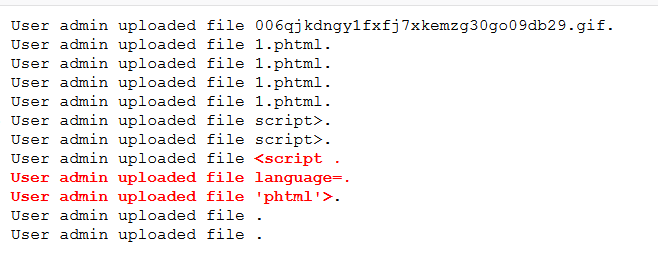 User admin uploaded file 006qjkdngy1fxfj7xkemzg30go09db29.gif.
User admin uploaded file 1.phtml.
User admin uploaded file 1.phtml.
User admin uploaded file 1.phtml.
User admin uploaded file 1.phtml.
User admin uploaded file script>.
User admin uploaded file script>.
User admin uploaded file <script .
User admin uploaded file language=.
User admin uploaded file 'phtml'>.
User admin uploaded file .
User admin uploaded file .